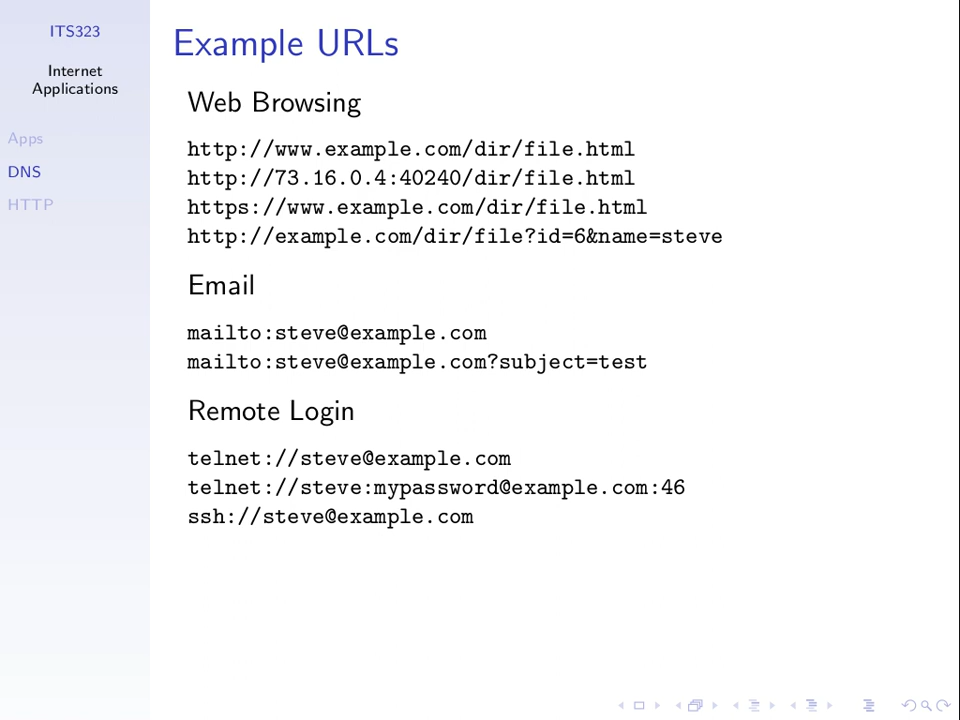 ITS323
Internet
Applications
Apps
DNS
HTTP
Example URLs
Web Browsing
http://www.example.com/dir/file.html
http://73.16.0.4:40240/dir/file.html
https://www.example.com/dir/file.html
http://example.com/dir/file?id=6&name=steve
Email
mailto:steve@example.com
mailto:steve@example.com?subject=test
Remote Login
telnet://steve@example.com
telnet://steve:mypassword@example.com:46
ssh://steve@example.com